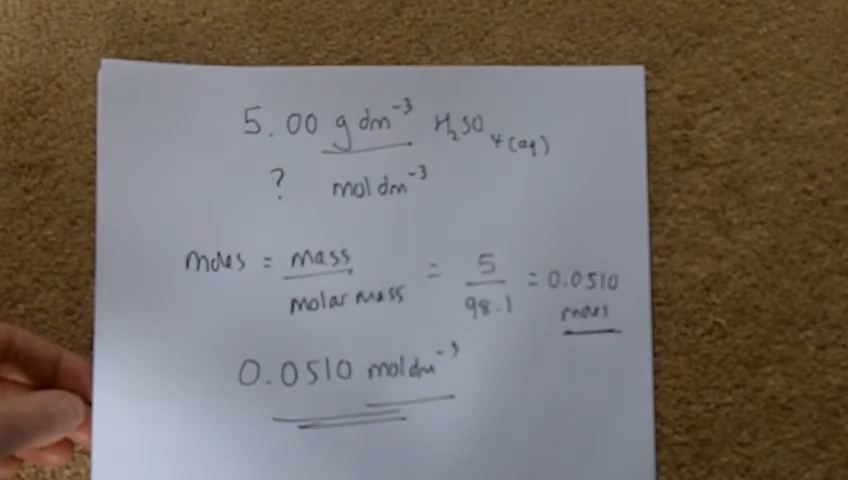 5.00 g dm⁻³ H₂SO₄(aq)
? mol dm⁻³
moles = mass / molar mass = 5 / 98.1 = 0.0510
moles
0.0510 mol dm⁻³